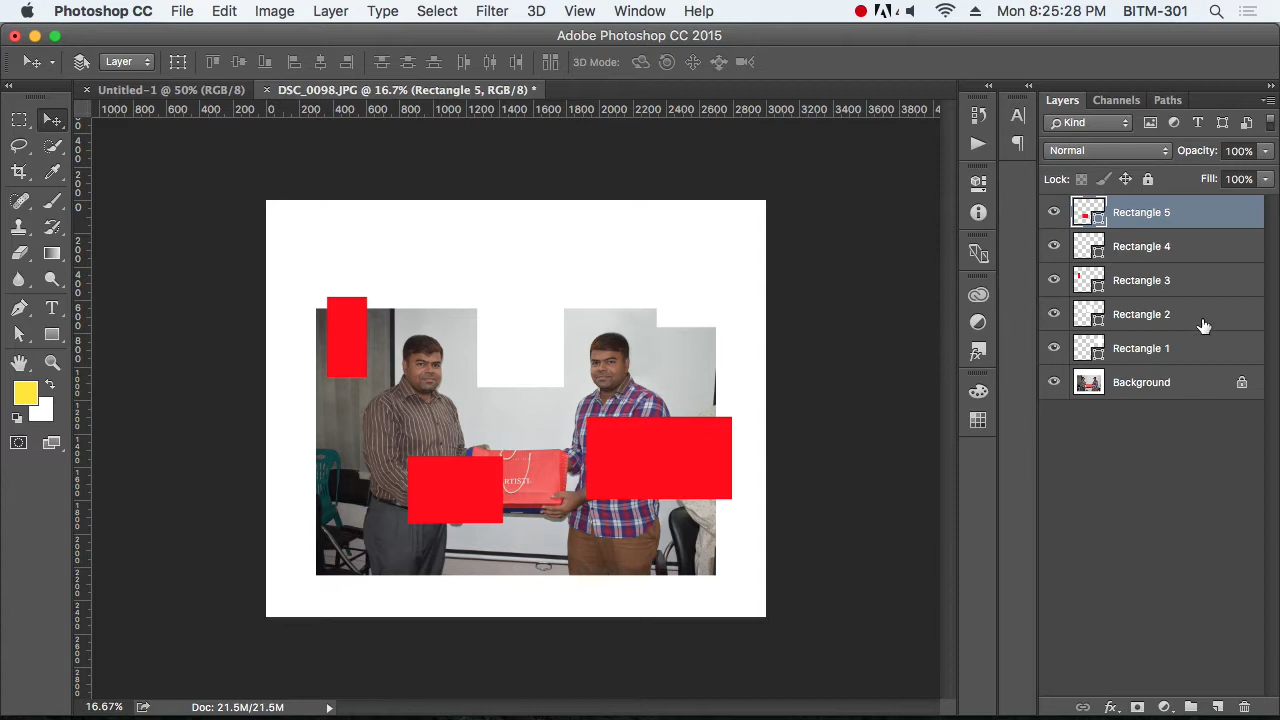 Photoshop CC File Edit Image Layer Type Select Filter 3D View Window Help Mon 8:25:28 PM BITM-301
Adobe Photoshop CC 2015
Layer 3D Mode:
Untitled-1 @ 50% (RGB/8) DSC_0098.JPG @ 16.7% (Rectangle 5, RGB/8) *
1000 800 600 400 200 0 200 400 600 800 1000 1200 1400 1600 1800 2000 2200 2400 2600 2800 3000 3200 3400 3600 3800 4
Layers Channels Paths
Kind
Normal Opacity: 100%
Lock: Fill: 100%
Rectangle 5
Rectangle 4
Rectangle 3
Rectangle 2
Rectangle 1
Background
ARTISTI
16.67% Doc: 21.5M/21.5M